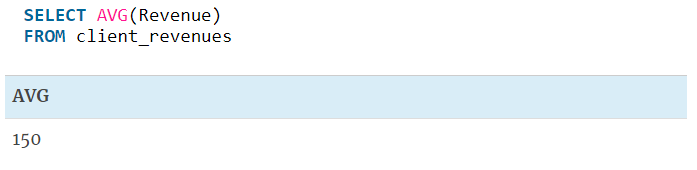 SELECT AVG(Revenue)
FROM client_revenues
AVG
150